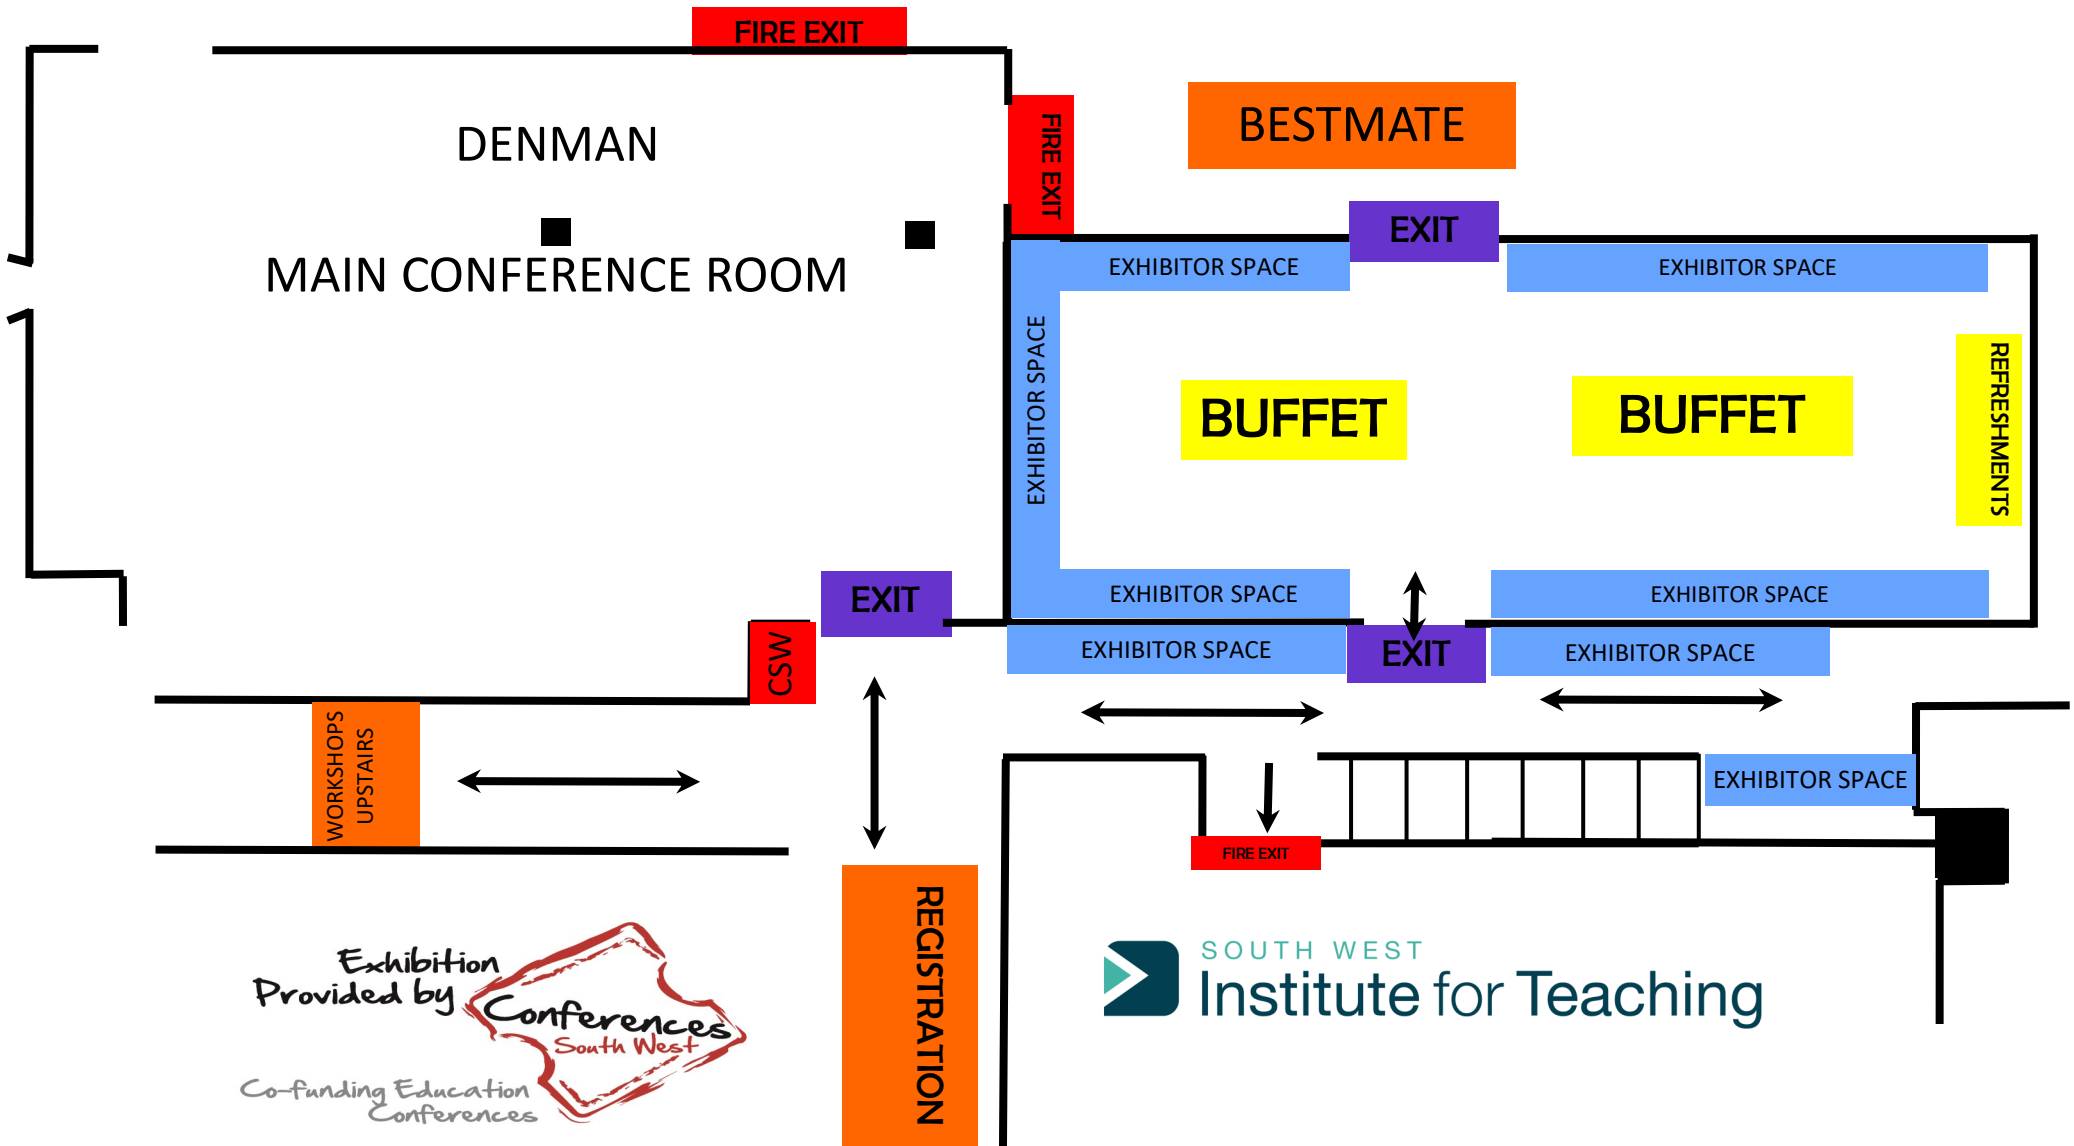 FIRE EXIT
DENMAN
MAIN CONFERENCE ROOM
FIRE EXIT
BESTMATE
EXIT
EXHIBITOR SPACE
EXHIBITOR SPACE
EXHIBITOR SPACE
BUFFET
BUFFET
REFRESHMENTS
EXIT
EXHIBITOR SPACE
EXHIBITOR SPACE
CSW
EXHIBITOR SPACE
EXIT
EXHIBITOR SPACE
WORKSHOPS
UPSTAIRS
EXHIBITOR SPACE
FIRE EXIT
REGISTRATION
Exhibition
Provided by
Conferences
South West
Co-funding Education
Conferences
SOUTH WEST
Institute for Teaching